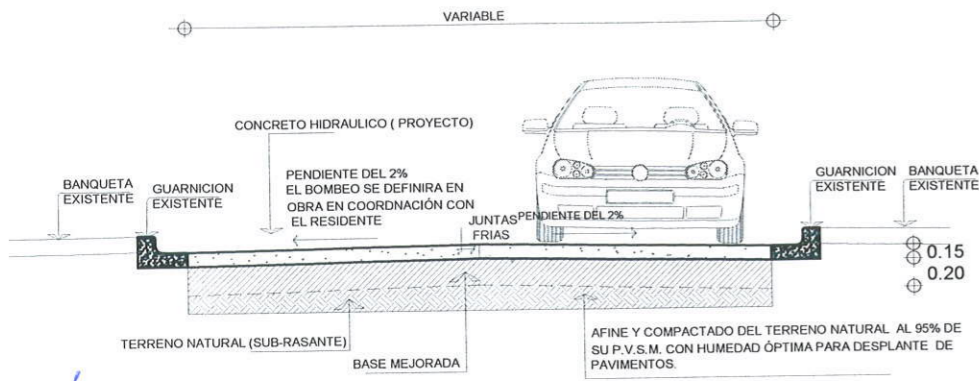 VARIABLE
CONCRETO HIDRAULICO ( PROYECTO)
BANQUETA
EXISTENTE
GUARNICION
EXISTENTE
PENDIENTE DEL 2%
EL BOMBEO SE DEFINIRA EN
OBRA EN COORDNACIÓN CON
EL RESIDENTE
JUNTAS
FRIAS
PENDIENTE DEL 2%
GUARNICION
EXISTENTE
BANQUETA
EXISTENTE
0.15
0.20
TERRENO NATURAL (SUB-RASANTE)
BASE MEJORADA
AFINE Y COMPACTADO DEL TERRENO NATURAL AL 95% DE
SU P.V.S.M. CON HUMEDAD ÓPTIMA PARA DESPLANTE DE
PAVIMENTOS.